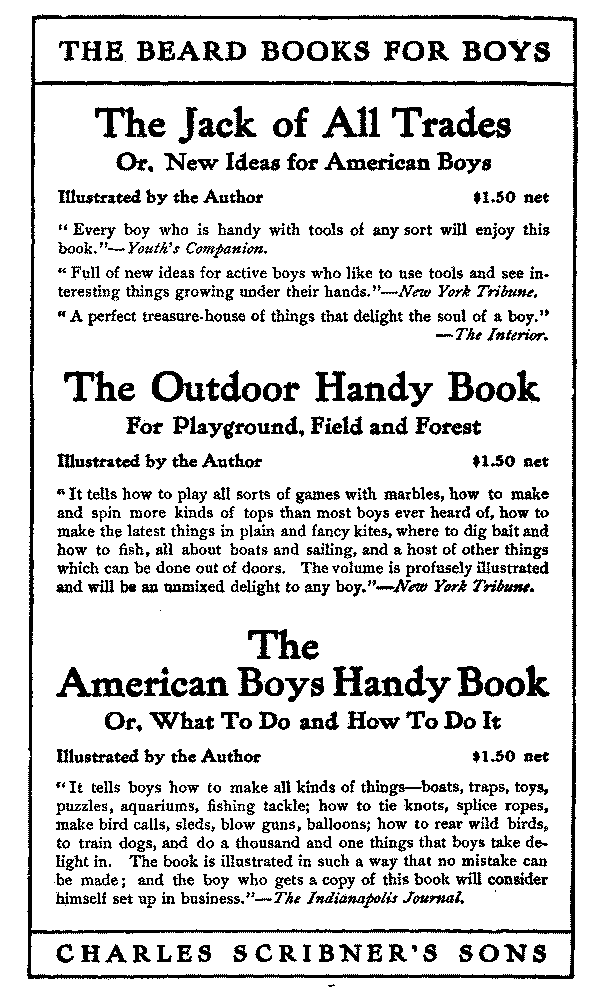 THE BEARD BOOKS FOR BOYS
The Jack of All Trades
Or, New Ideas for American Boys
Illustrated by the Author $1.50 net
"Every boy who is handy with tools of any sort will enjoy this
book."—Youth's Companion.
"Full of new ideas for active boys who like to use tools and see in-
teresting things growing under their hands."—New York Tribune.
"A perfect treasure-house of things that delight the soul of a boy."
—The Interior.
The Outdoor Handy Book
For Playground, Field and Forest
Illustrated by the Author $1.50 net
"It tells how to play all sorts of games with marbles, how to make
and spin more kinds of tops than most boys ever heard of, how to
make the latest things in plain and fancy kites, where to dig bait and
how to fish, all about boats and sailing, and a host of other things
which can be done out of doors. The volume is profusely illustrated
and will be an unmixed delight to any boy."—New York Tribune.
The
American Boys Handy Book
Or, What To Do and How To Do It
Illustrated by the Author $1.50 net
"It tells boys how to make all kinds of things—boats, traps, toys,
puzzles, aquariums, fishing tackle; how to tie knots, splice ropes,
make bird calls, sleds, blow guns, balloons; how to rear wild birds,
to train dogs, and do a thousand and one things that boys take de-
light in. The book is illustrated in such a way that no mistake can
be made; and the boy who gets a copy of this book will consider
himself set up in business."—The Indianapolis Journal.
CHARLES SCRIBNER'S SONS